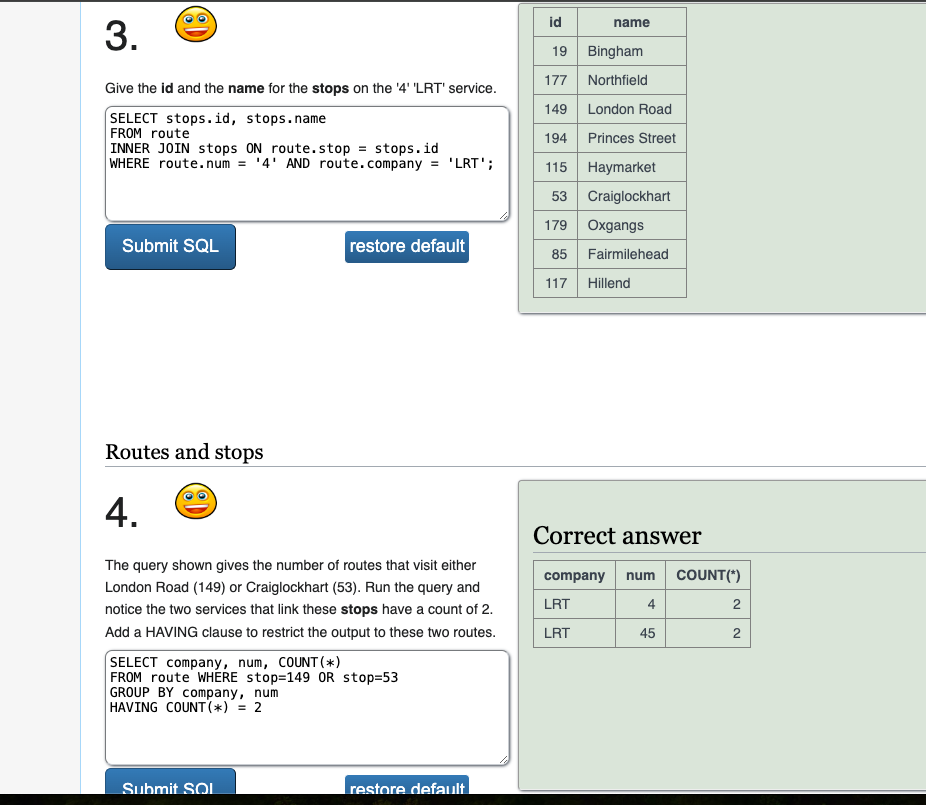 3.
Give the id and the name for the stops on the '4' 'LRT' service.
SELECT stops.id, stops.name
FROM route
INNER JOIN stops ON route.stop = stops.id
WHERE route.num = '4' AND route.company = 'LRT';
Submit SQL
restore default
id name
19 Bingham
177 Northfield
149 London Road
194 Princes Street
115 Haymarket
53 Craiglockhart
179 Oxgangs
85 Fairmilehead
117 Hillend
Routes and stops
4.
The query shown gives the number of routes that visit either
London Road (149) or Craiglockhart (53). Run the query and
notice the two services that link these stops have a count of 2.
Add a HAVING clause to restrict the output to these two routes.
SELECT company, num, COUNT(*)
FROM route WHERE stop=149 OR stop=53
GROUP BY company, num
HAVING COUNT(*) = 2
Submit SQL
restore default
Correct answer
company num COUNT(*)
LRT 4 2
LRT 45 2